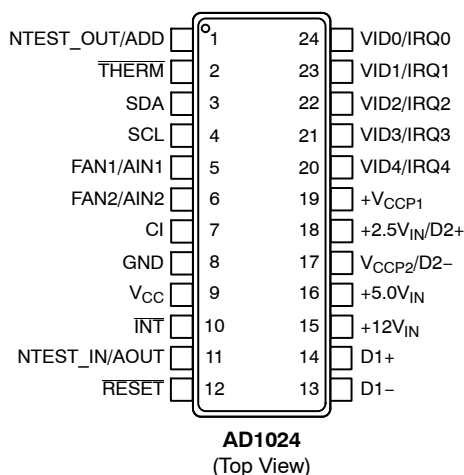 NTEST_OUT/ADD 1 24 VID0/IRQ0
THERM 2 23 VID1/IRQ1
SDA 3 22 VID2/IRQ2
SCL 4 21 VID3/IRQ3
FAN1/AIN1 5 20 VID4/IRQ4
FAN2/AIN2 6 19 +VCCP1
CI 7 18 +2.5VIN/D2+
GND 8 17 VCCP2/D2−
VCC 9 16 +5.0VIN
INT 10 15 +12VIN
NTEST_IN/AOUT 11 14 D1+
RESET 12 13 D1−
AD1024
(Top View)